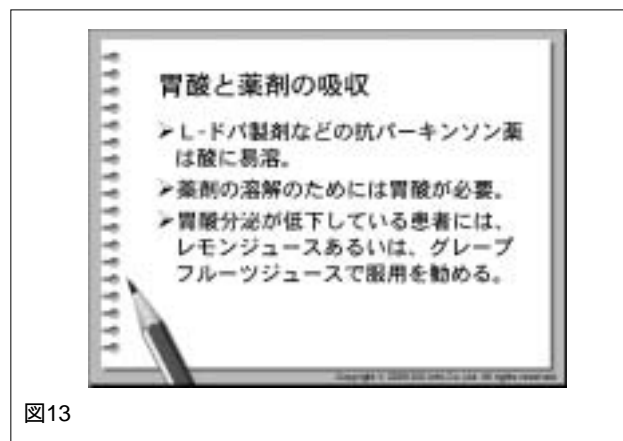 胃酸と薬剤の吸収
➤L-ドパ製剤などの抗パーキンソン薬
は酸に易溶。
➤薬剤の溶解のためには胃酸が必要。
➤胃酸分泌が低下している患者には、
レモンジュースあるいは、グレープ
フルーツジュースで服用を勧める。
図13